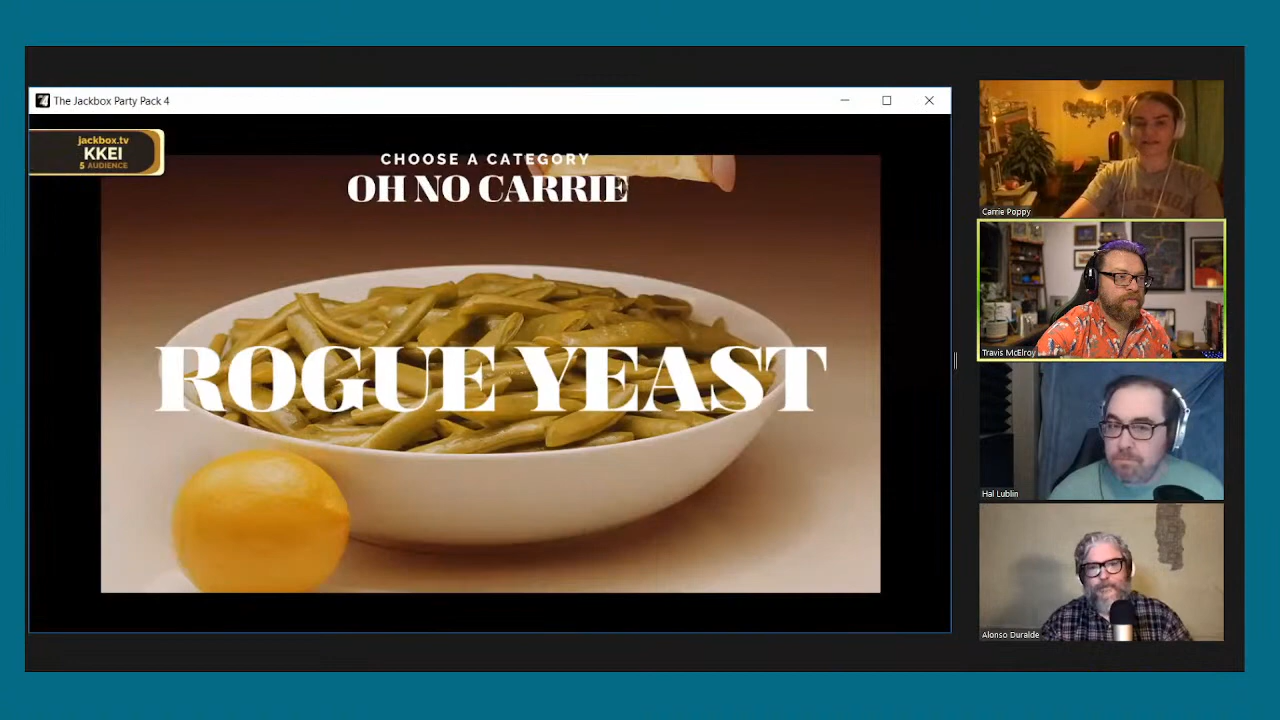 The Jackbox Party Pack 4
jackbox.tv
KKEI
5 AUDIENCE
CHOOSE A CATEGORY
OH NO CARRIE
ROGUE YEAST
Carrie Poppy
Travis McElroy
Hal Lublin
Alonso Duralde